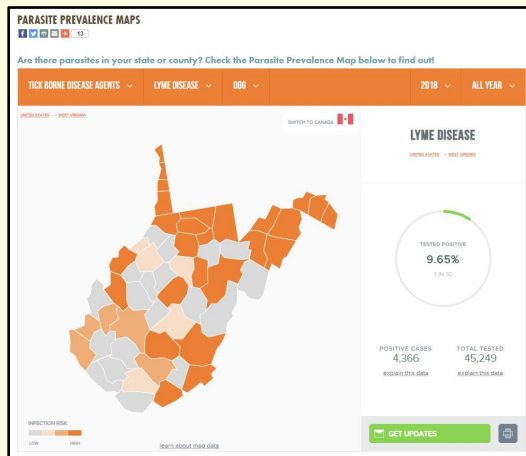 PARASITE PREVALENCE MAPS
13
Are there parasites in your state or county? Check the Parasite Prevalence Map below to find out!
TICK BORNE DISEASE AGENTS LYME DISEASE DOG 2018 ALL YEAR
UNITED STATES → WEST VIRGINIA
SWITCH TO CANADA
LYME DISEASE
UNITED STATES → WEST VIRGINIA
TESTED POSITIVE
9.65%
1 IN 10
POSITIVE CASES TOTAL TESTED
4,366 45,249
explain this data explain this data
INFECTION RISK
LOW HIGH
learn about map data
GET UPDATES